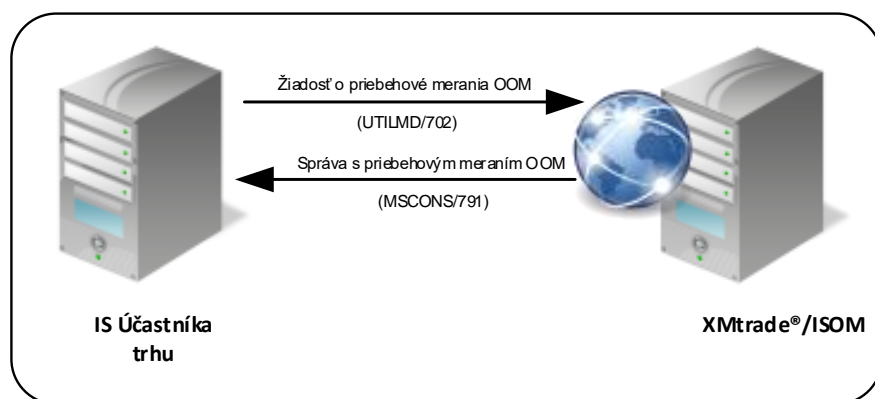 Žiadosť o priebehové merania OOM
(UTILMD/702)
Správa s priebehovým meraním OOM
(MSCONS/791)
IS Účastníka
trhu
XMtrade®/ISOM